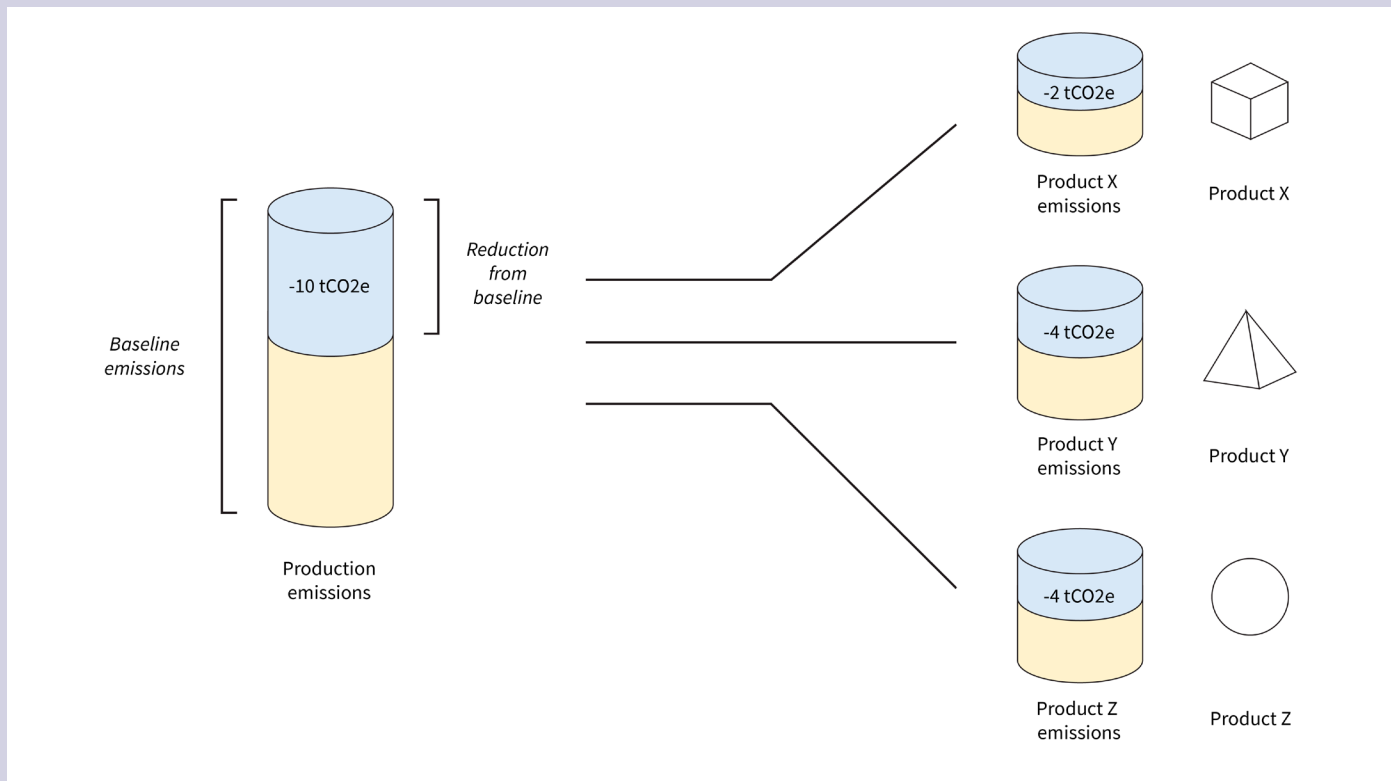 Baseline
emissions
-10 tCO2e
Production
emissions
Reduction
from
baseline
-2 tCO2e
Product X
emissions
Product X
-4 tCO2e
Product Y
emissions
Product Y
-4 tCO2e
Product Z
emissions
Product Z